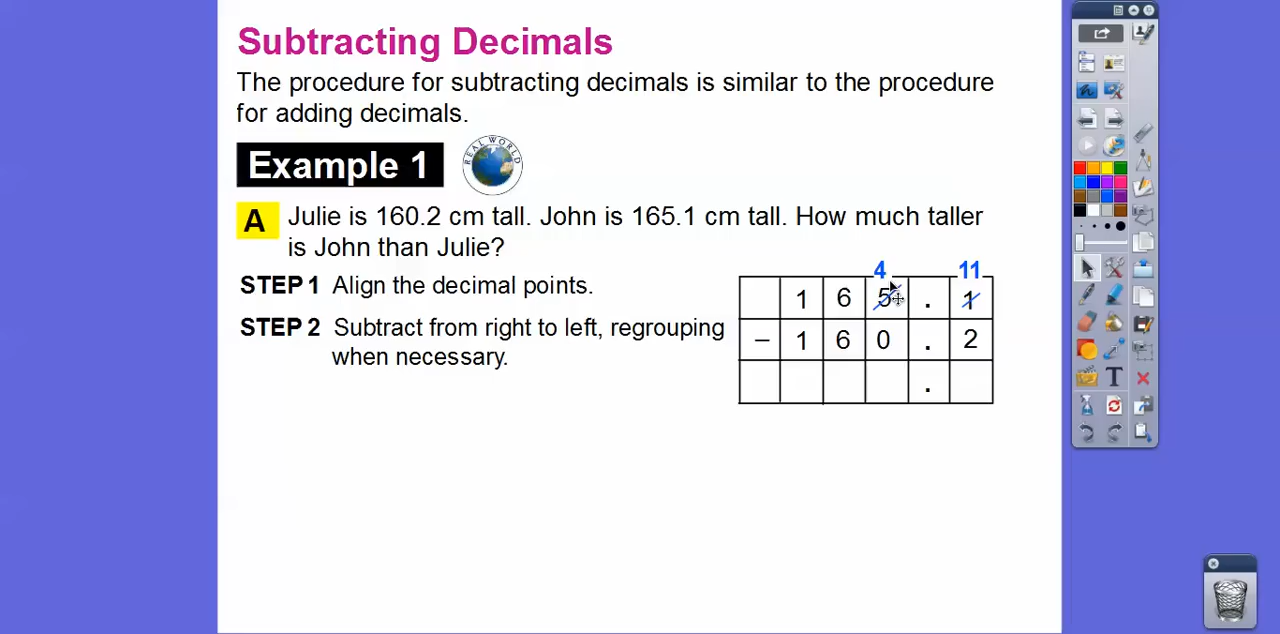 Subtracting Decimals
The procedure for subtracting decimals is similar to the procedure
for adding decimals.
Example 1
REAL WORLD
A Julie is 160.2 cm tall. John is 165.1 cm tall. How much taller
is John than Julie?
STEP 1 Align the decimal points.
STEP 2 Subtract from right to left, regrouping
when necessary.
4 11
1 6 5 . 1
– 1 6 0 . 2
.
T